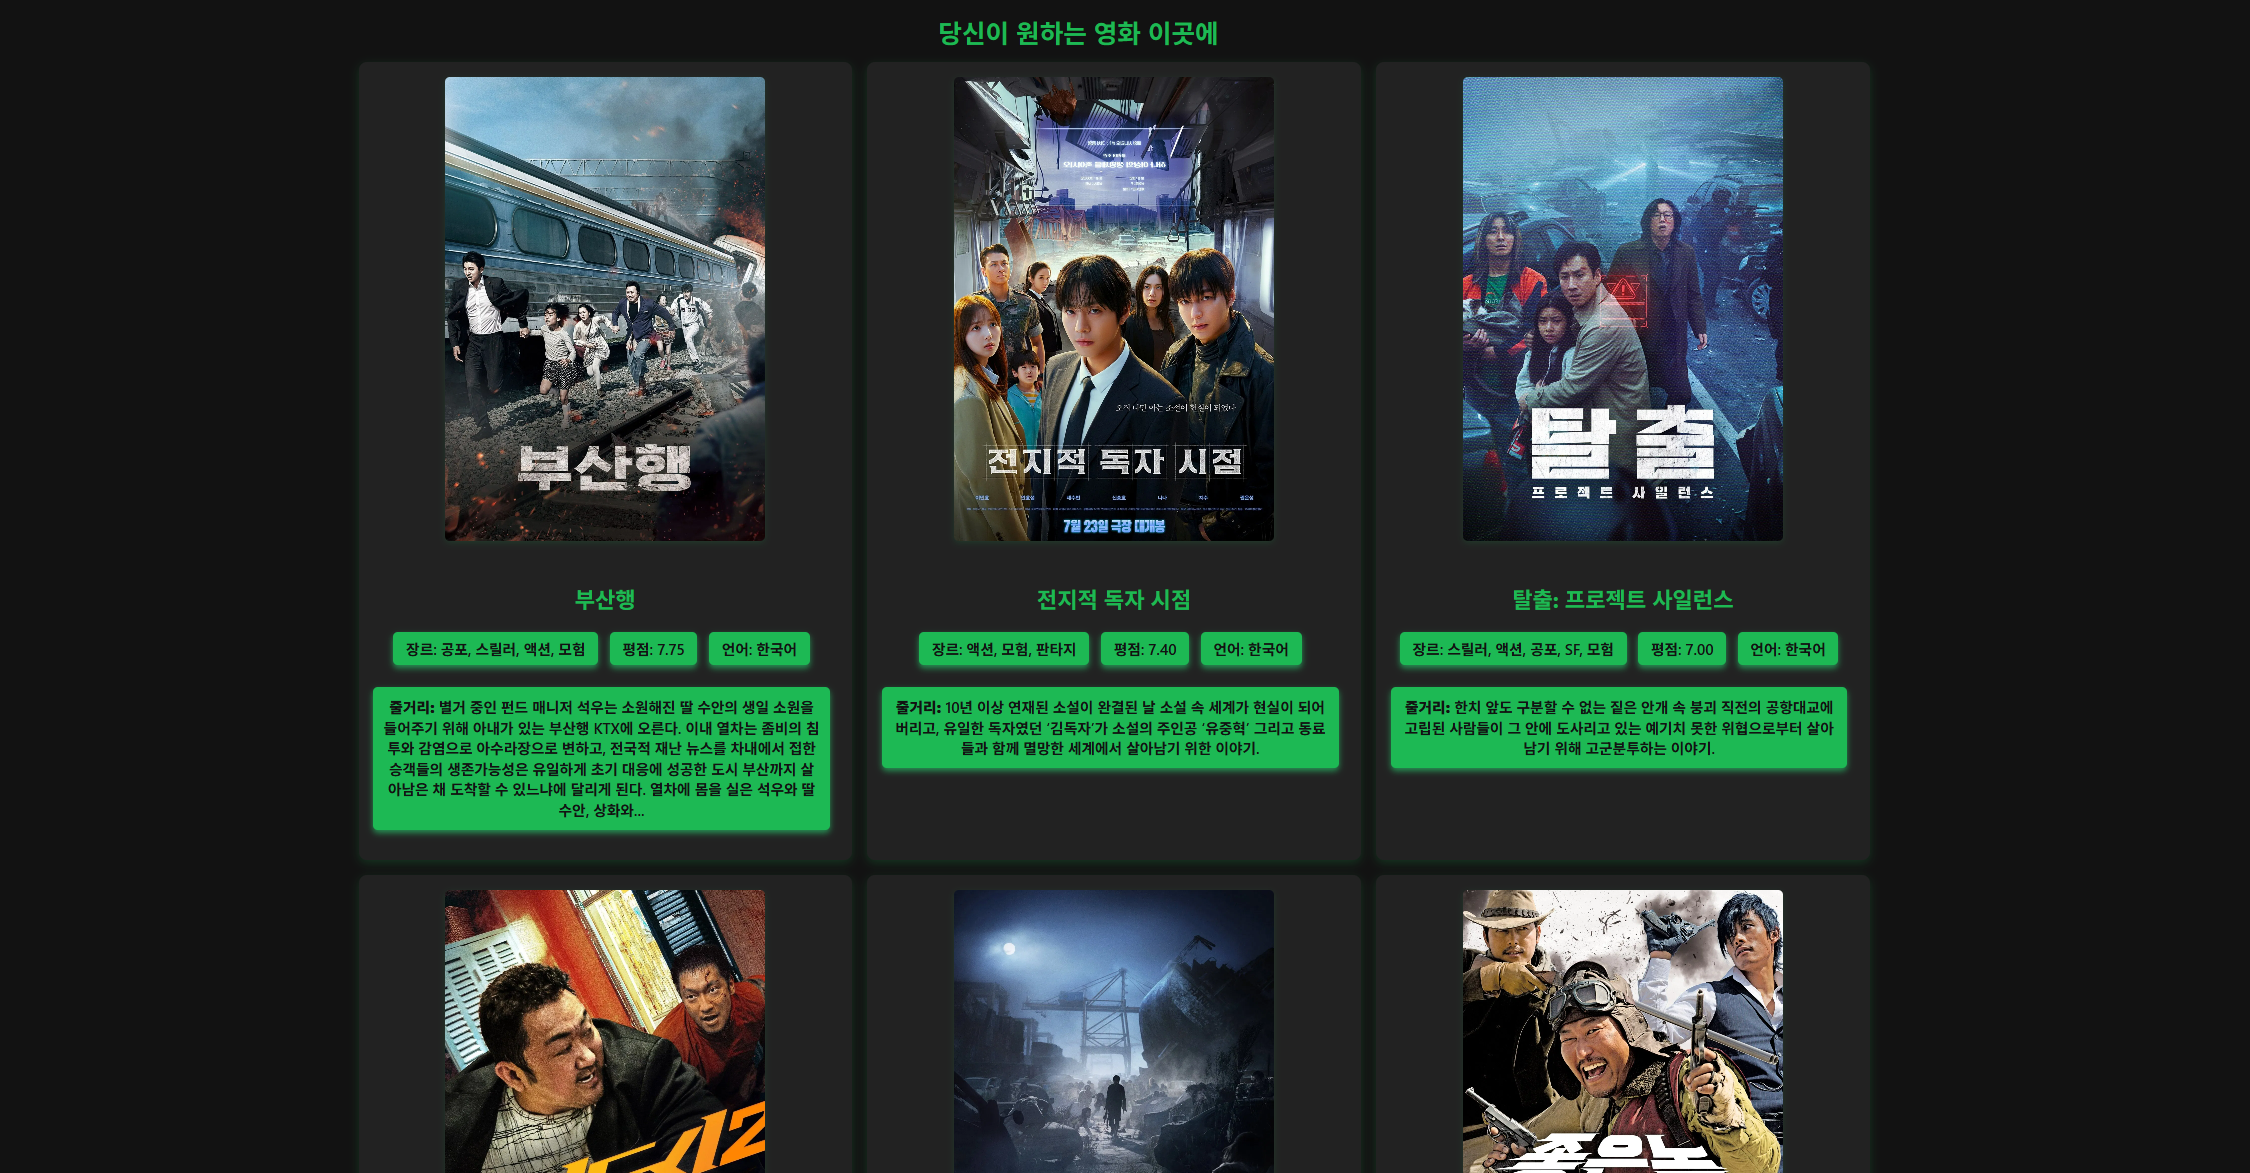 당신이 원하는 영화 이곳에
부산행
오직 나만 아는 소설이 현실이 되었다
전지적 독자 시점
7월 23일 극장 대개봉
탈출
프로젝트 사일런스
부산행
장르: 공포, 스릴러, 액션, 모험
평점: 7.75
언어: 한국어
줄거리: 별거 중인 펀드 매니저 석우는 소원해진 딸 수안의 생일 소원을
들어주기 위해 아내가 있는 부산행 KTX에 오른다. 이내 열차는 좀비의 침
투와 감염으로 아수라장으로 변하고, 전국적 재난 뉴스를 차내에서 접한
승객들의 생존가능성은 유일하게 초기 대응에 성공한 도시 부산까지 살
아남은 채 도착할 수 있느냐에 달리게 된다. 열차에 몸을 실은 석우와 딸
수안, 상화와...
전지적 독자 시점
장르: 액션, 모험, 판타지
평점: 7.40
언어: 한국어
줄거리: 10년 이상 연재된 소설이 완결된 날 소설 속 세계가 현실이 되어
버리고, 유일한 독자였던 ‘김독자’가 소설의 주인공 ‘유중혁’ 그리고 동료
들과 함께 멸망한 세계에서 살아남기 위한 이야기.
탈출: 프로젝트 사일런스
장르: 스릴러, 액션, 공포, SF, 모험
평점: 7.00
언어: 한국어
줄거리: 한치 앞도 구분할 수 없는 짙은 안개 속 붕괴 직전의 공항대교에
고립된 사람들이 그 안에 도사리고 있는 예기치 못한 위협으로부터 살아
남기 위해 고군분투하는 이야기.
좋은놈